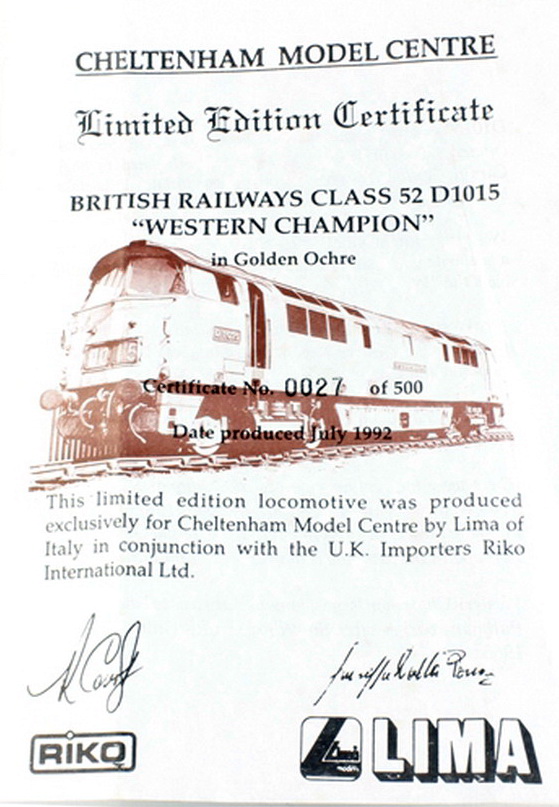 CHELTENHAM MODEL CENTRE
Limited Edition Certificate
BRITISH RAILWAYS CLASS 52 D1015
“WESTERN CHAMPION”
in Golden Ochre
Certificate No. 0027 of 500
Date produced July 1992
This limited edition locomotive was produced
exclusively for Cheltenham Model Centre by Lima of
Italy in conjunction with the U.K. Importers Riko
International Ltd.
RIKO
LIMA